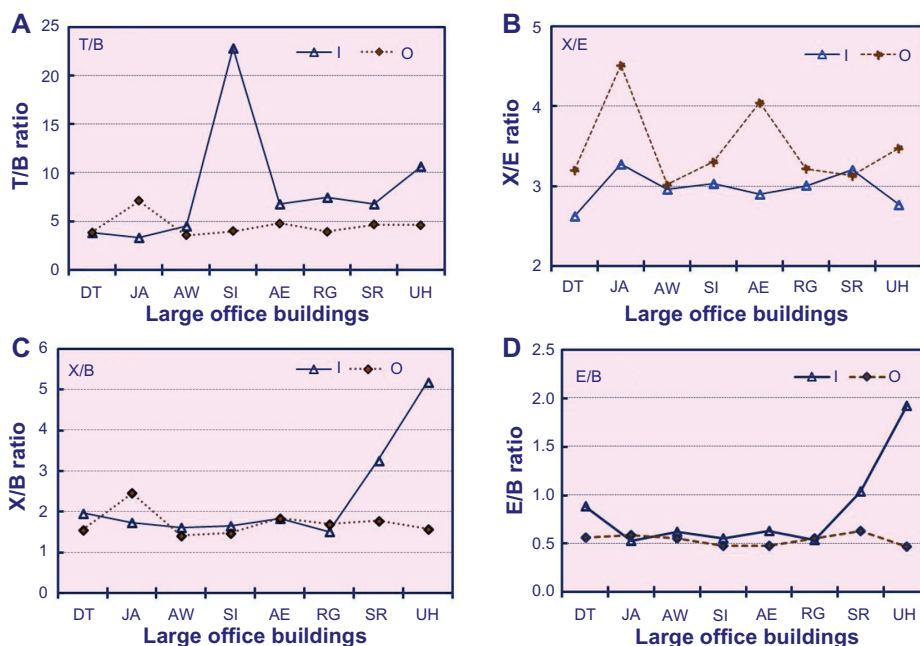 A
T/B
I
O
25
20
15
10
5
0
T/B ratio
DT JA AW SI AE RG SR UH
Large office buildings
B
X/E
I
O
5
4
3
2
X/E ratio
DT JA AW SI AE RG SR UH
Large office buildings
C
X/B
I
O
6
5
4
3
2
1
0
X/B ratio
DT JA AW SI AE RG SR UH
Large office buildings
D
E/B
I
O
2.5
2.0
1.5
1.0
0.5
0.0
E/B ratio
DT JA AW SI AE RG SR UH
Large office buildings